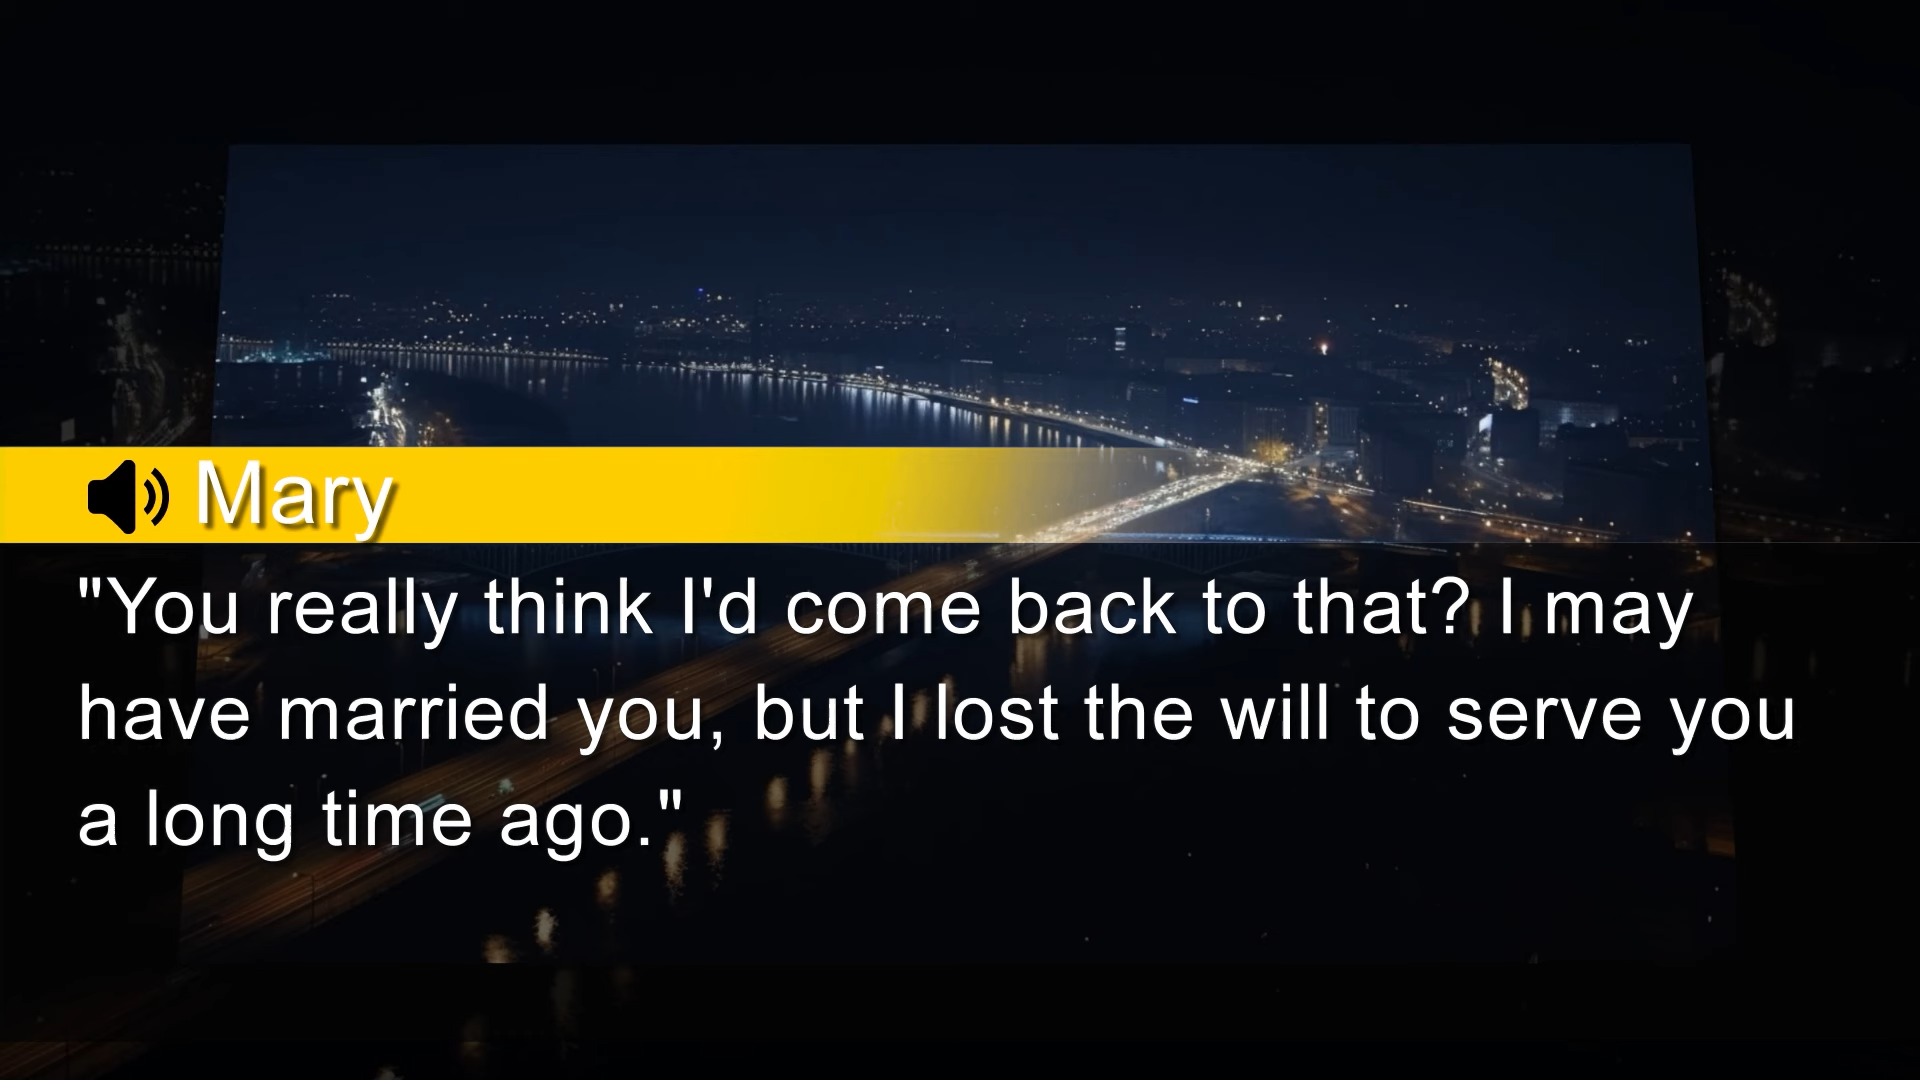 Mary
"You really think I'd come back to that? I may
have married you, but I lost the will to serve you
a long time ago."